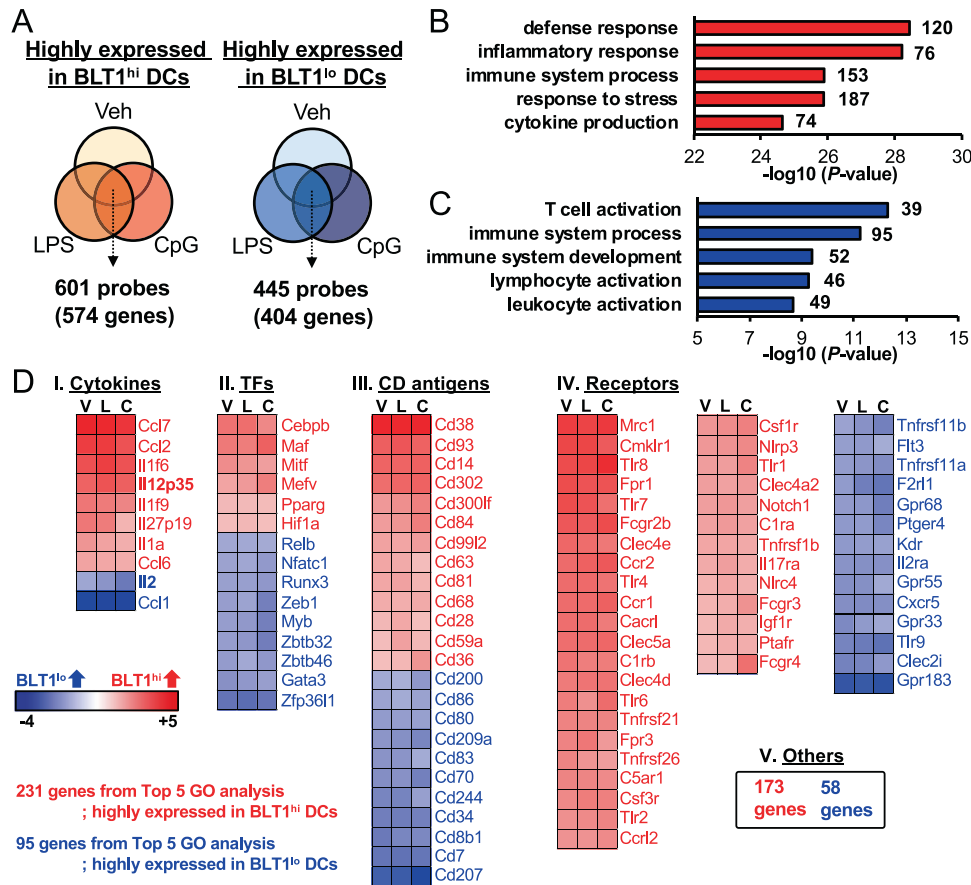 A
Highly expressed
in BLT1hi DCs
Highly expressed
in BLT1lo DCs
Veh
LPS
CpG
601 probes
(574 genes)
Veh
LPS
CpG
445 probes
(404 genes)
B
defense response
120
inflammatory response
76
immune system process
153
response to stress
187
cytokine production
74
22 24 26 28 30
-log10 (P-value)
C
T cell activation
39
immune system process
95
immune system development
52
lymphocyte activation
46
leukocyte activation
49
5 7 9 11 13 15
-log10 (P-value)
D
I. Cytokines
V L C
Ccl7
Ccl2
Il1f6
Il12p35
Il1f9
Il27p19
Il1a
Ccl6
Il2
Ccl1
BLT1lo
BLT1hi
-4
+5
II. TFs
V L C
Cebpb
Maf
Mitf
Mefv
Pparg
Hif1a
Relb
Nfatc1
Runx3
Zeb1
Myb
Zbtb32
Zbtb46
Gata3
Zfp36l1
III. CD antigens
V L C
Cd38
Cd93
Cd14
Cd302
Cd300lf
Cd84
Cd99l2
Cd63
Cd81
Cd68
Cd28
Cd59a
Cd36
Cd200
Cd86
Cd80
Cd209a
Cd83
Cd70
Cd244
Cd34
Cd8b1
Cd7
Cd207
IV. Receptors
V L C
Mrc1
Cmklr1
Tlr8
Fpr1
Tlr7
Fcgr2b
Clec4e
Ccr2
Tlr4
Ccr1
Cacrl
Clec5a
C1rb
Clec4d
Tlr6
Tnfrsf21
Fpr3
Tnfrsf26
C5ar1
Csf3r
Tlr2
Ccrl2
V L C
Csf1r
Nlrp3
Tlr1
Clec4a2
Notch1
C1ra
Tnfrsf1b
Il17ra
Nlrc4
Fcgr3
Igf1r
Ptafr
Fcgr4
V L C
Tnfrsf11b
Flt3
Tnfrsf11a
F2rl1
Gpr68
Ptger4
Kdr
Il2ra
Gpr55
Cxcr5
Gpr33
Tlr9
Clec2i
Gpr183
V. Others
173
genes
58
genes
231 genes from Top 5 GO analysis
; highly expressed in BLT1hi DCs
95 genes from Top 5 GO analysis
; highly expressed in BLT1lo DCs